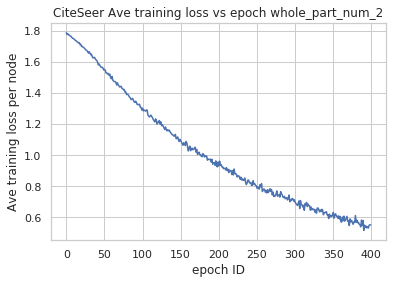 CiteSeer Ave training loss vs epoch whole_part_num_2
Ave training loss per node
1.8
1.6
1.4
1.2
1.0
0.8
0.6
0 50 100 150 200 250 300 350 400
epoch ID